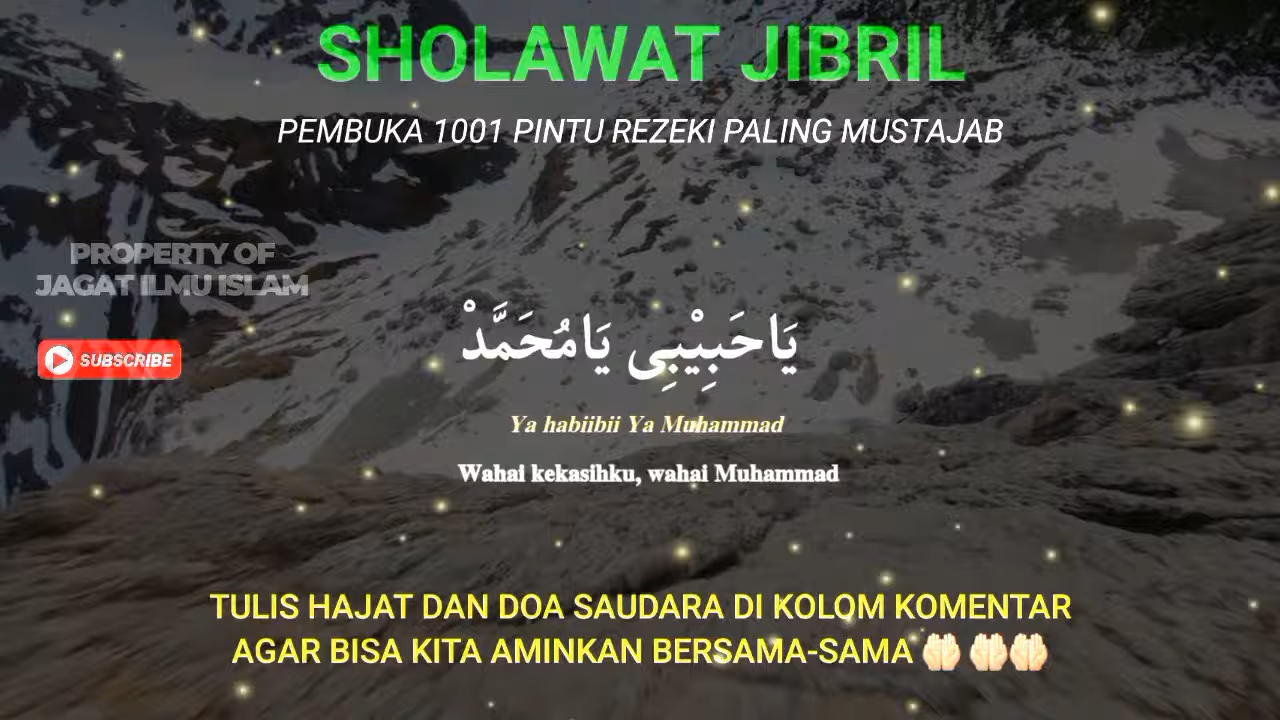 SHOLAWAT JIBRIL
PEMBUKA 1001 PINTU REZEKI PALING MUSTAJAB
PROPERTY OF
JAGAT ILMU ISLAM
SUBSCRIBE
يَاحَبِيْبِى يَامُحَمَّدْ
Ya habiibii Ya Muhammad
Wahai kekasihku, wahai Muhammad
TULIS HAJAT DAN DOA SAUDARA DI KOLOM KOMENTAR
AGAR BISA KITA AMINKAN BERSAMA-SAMA 🤲🏻 🤲🏻🤲🏻